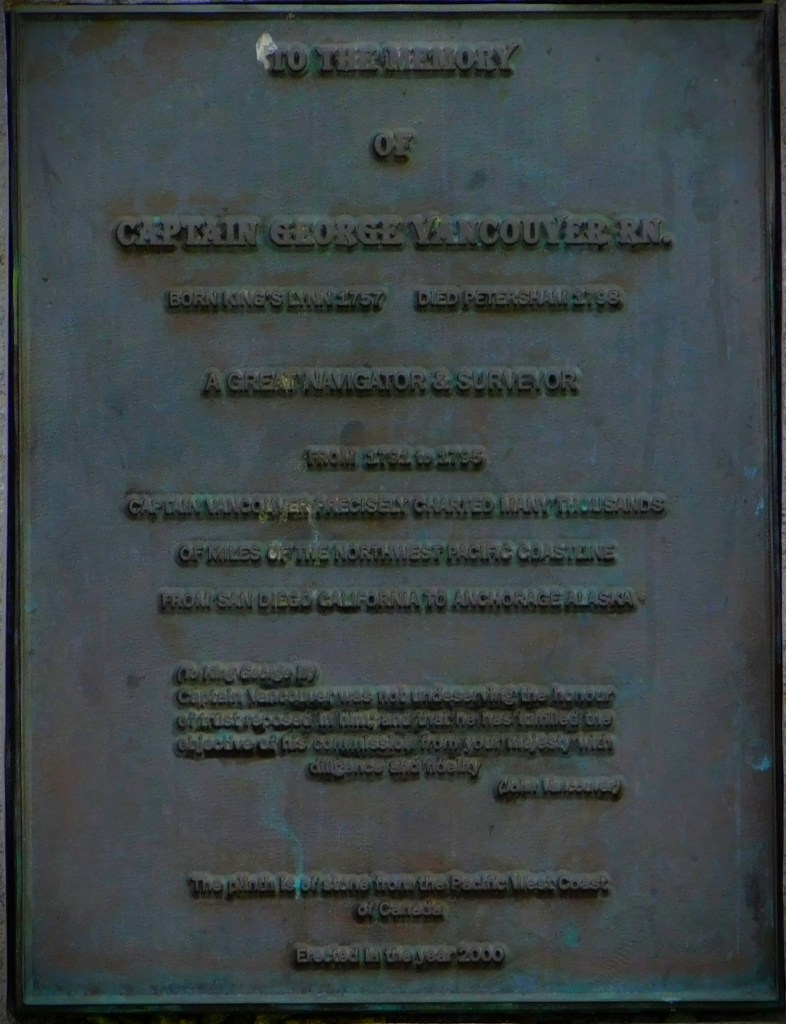 TO THE MEMORY
OF
CAPTAIN GEORGE VANCOUVER RN.
BORN KING'S LYNN 1757 DIED PETERSHAM 1798
A GREAT NAVIGATOR & SURVEYOR
FROM 1791 to 1795
CAPTAIN VANCOUVER PRECISELY CHARTED MANY THOUSANDS
OF MILES OF THE NORTHWEST PACIFIC COASTLINE
FROM SAN DIEGO CALIFORNIA TO ANCHORAGE ALASKA
(To King George III)
Captain Vancouver was not undeserving the honour
of trust reposed in him, and that he has fulfilled the
objective of his commission from your majesty with
diligence and fidelity
(John Vancouver)
The plinth is of stone from the Pacific West Coast
of Canada
Erected in the year 2000